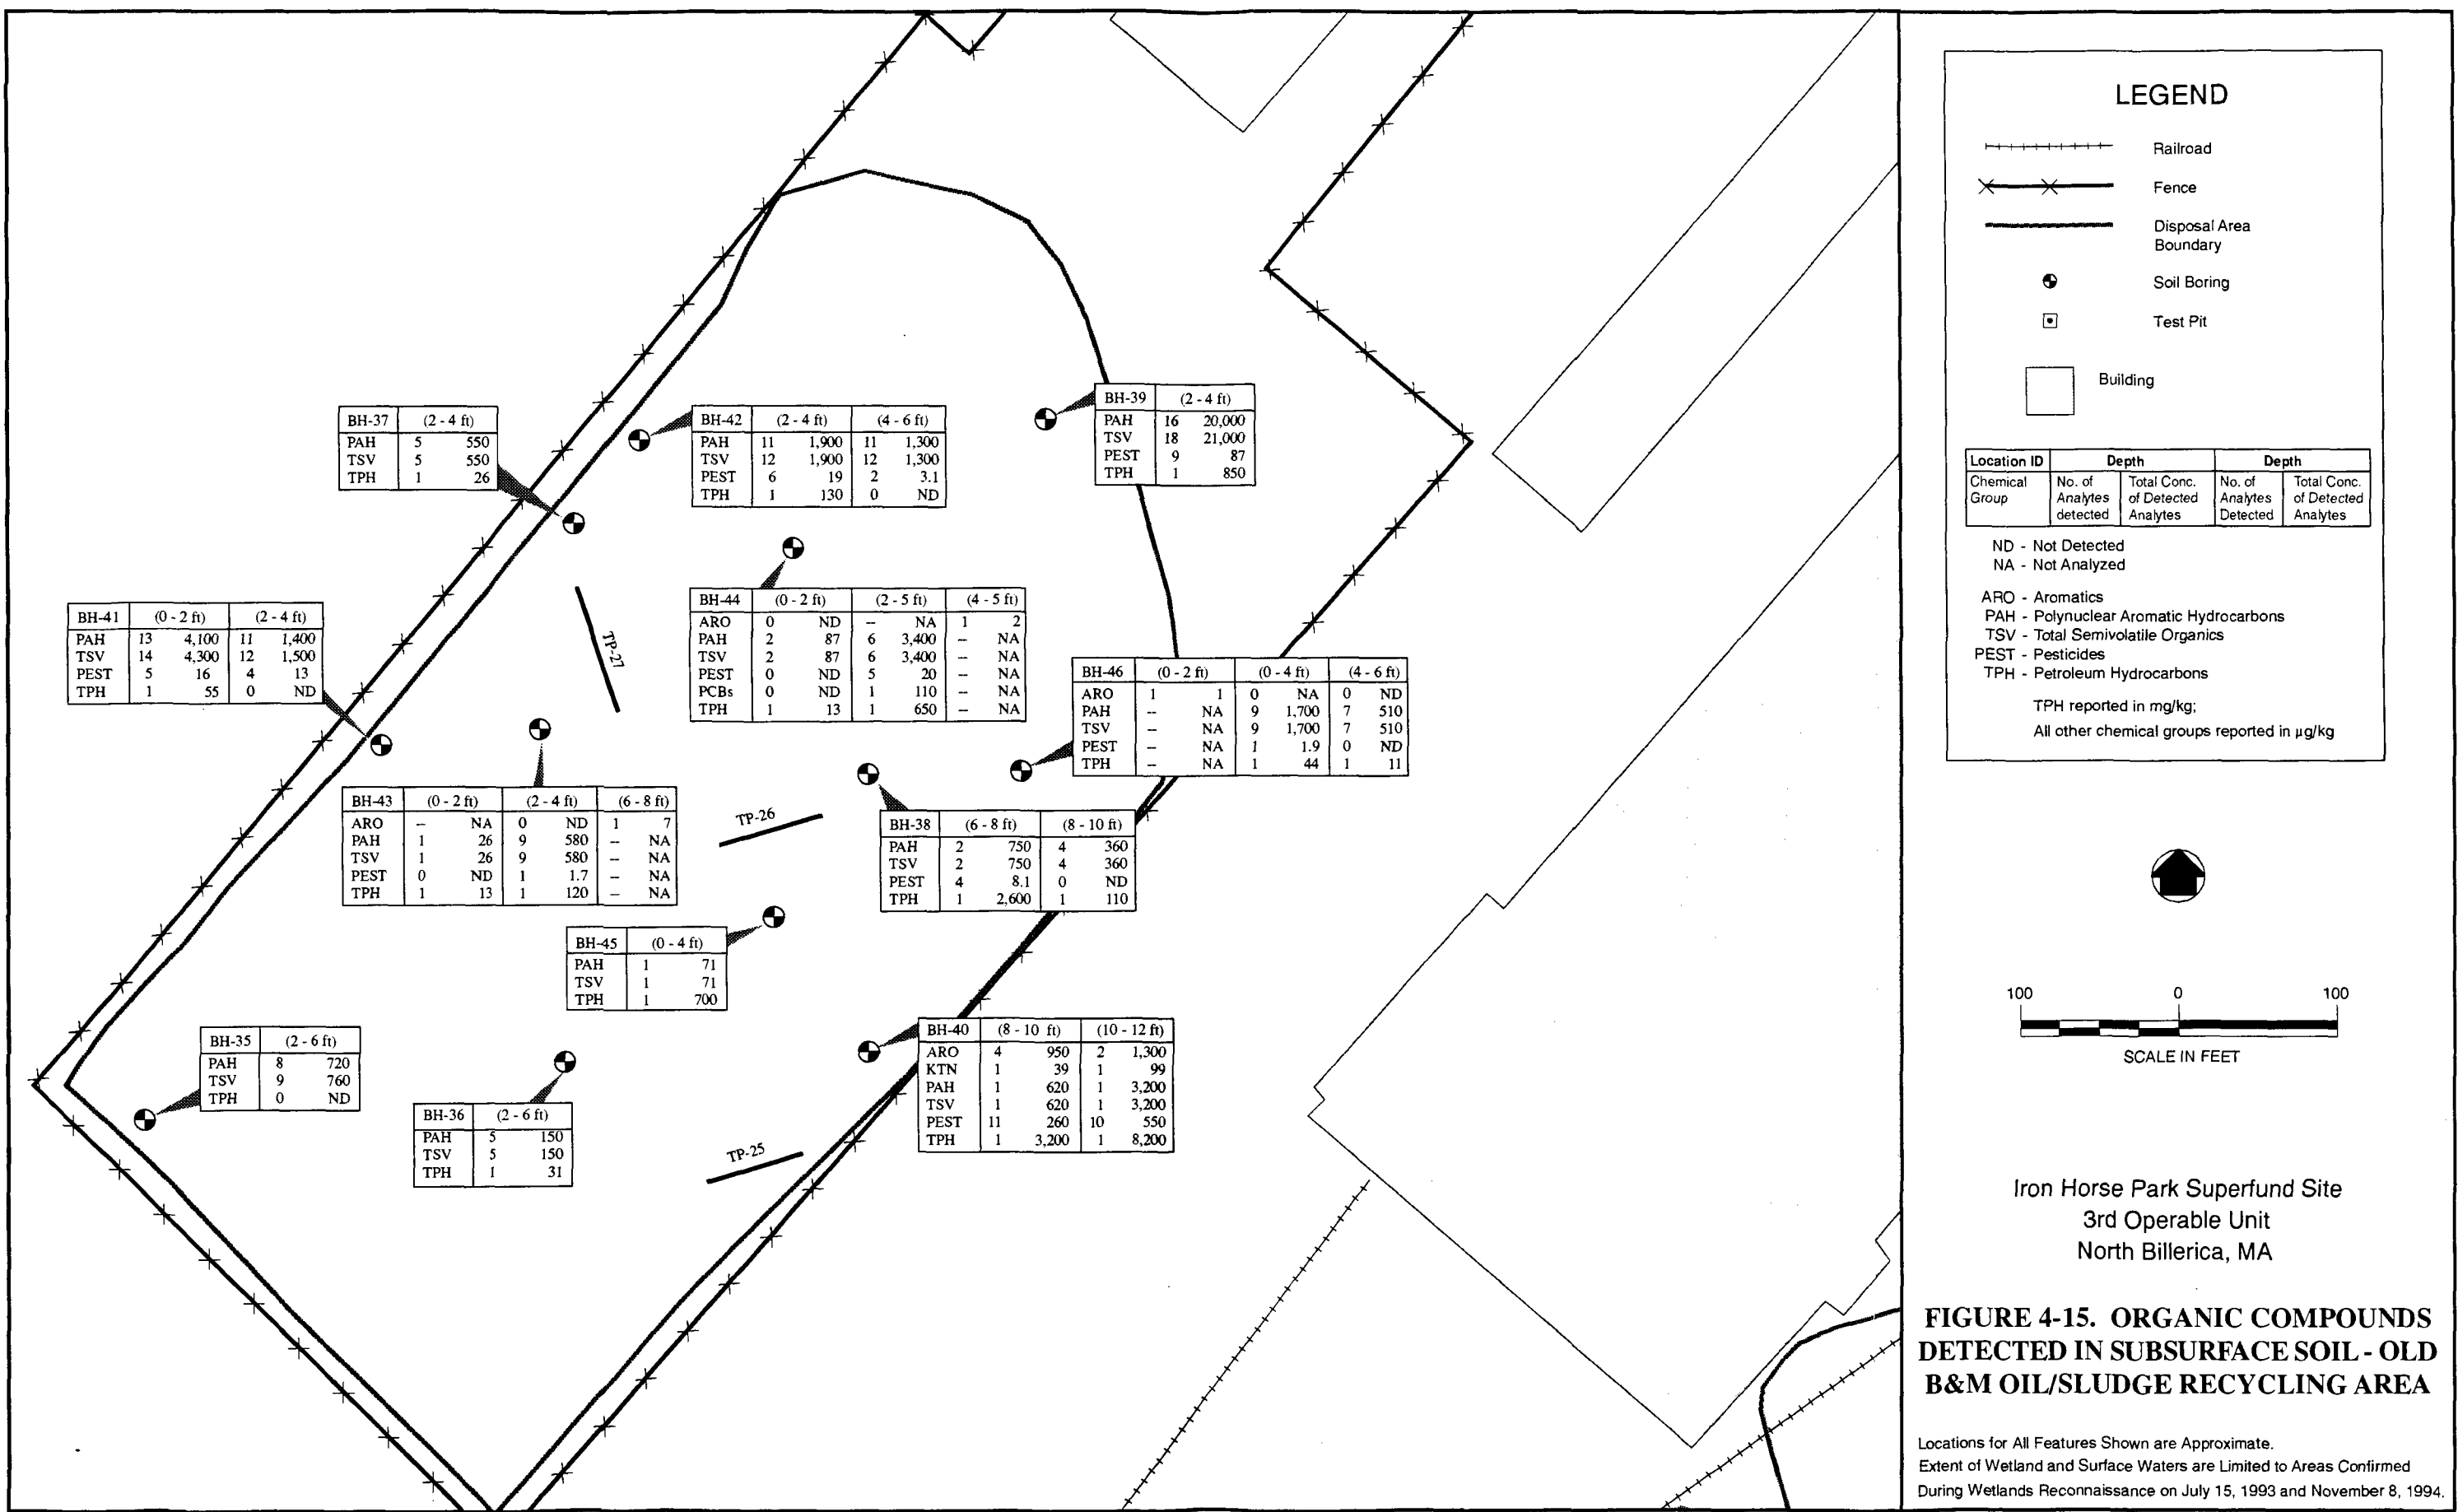 BH-37 (2 - 4 ft)
PAH 5 550
TSV 5 550
TPH 1 26
BH-42 (2 - 4 ft) (4 - 6 ft)
PAH 11 1,900 11 1,300
TSV 12 1,900 12 1,300
PEST 6 19 2 3.1
TPH 1 130 0 ND
BH-39 (2 - 4 ft)
PAH 16 20,000
TSV 18 21,000
PEST 9 87
TPH 1 850
BH-41 (0 - 2 ft) (2 - 4 ft)
PAH 13 4,100 11 1,400
TSV 14 4,300 12 1,500
PEST 5 16 4 13
TPH 1 55 0 ND
TP-27
BH-44 (0 - 2 ft) (2 - 5 ft) (4 - 5 ft)
ARO 0 ND -- NA 1 2
PAH 2 87 6 3,400 -- NA
TSV 2 87 6 3,400 -- NA
PEST 0 ND 5 20 -- NA
PCBs 0 ND 1 110 -- NA
TPH 1 13 1 650 -- NA
BH-46 (0 - 2 ft) (0 - 4 ft) (4 - 6 ft)
ARO 1 1 0 NA 0 ND
PAH -- NA 9 1,700 7 510
TSV -- NA 9 1,700 7 510
PEST -- NA 1 1.9 0 ND
TPH -- NA 1 44 1 11
BH-43 (0 - 2 ft) (2 - 4 ft) (6 - 8 ft)
ARO -- NA 0 ND 1 7
PAH 1 26 9 580 -- NA
TSV 1 26 9 580 -- NA
PEST 0 ND 1 1.7 -- NA
TPH 1 13 1 120 -- NA
TP-26
BH-38 (6 - 8 ft) (8 - 10 ft)
PAH 2 750 4 360
TSV 2 750 4 360
PEST 4 8.1 0 ND
TPH 1 2,600 1 110
BH-45 (0 - 4 ft)
PAH 1 71
TSV 1 71
TPH 1 700
BH-35 (2 - 6 ft)
PAH 8 720
TSV 9 760
TPH 0 ND
BH-36 (2 - 6 ft)
PAH 5 150
TSV 5 150
TPH 1 31
BH-40 (8 - 10 ft) (10 - 12 ft)
ARO 4 950 2 1,300
KTN 1 39 1 99
PAH 1 620 1 3,200
TSV 1 620 1 3,200
PEST 11 260 10 550
TPH 1 3,200 1 8,200
TP-25
LEGEND
Railroad
Fence
Disposal Area
Boundary
Soil Boring
Test Pit
Building
Location ID Depth Depth
Chemical No. of Total Conc. No. of Total Conc.
Group Analytes of Detected Analytes of Detected
detected Analytes Detected Analytes
ND - Not Detected
NA - Not Analyzed
ARO - Aromatics
PAH - Polynuclear Aromatic Hydrocarbons
TSV - Total Semivolatile Organics
PEST - Pesticides
TPH - Petroleum Hydrocarbons
TPH reported in mg/kg;
All other chemical groups reported in µg/kg
100 0 100
SCALE IN FEET
Iron Horse Park Superfund Site
3rd Operable Unit
North Billerica, MA
FIGURE 4-15. ORGANIC COMPOUNDS
DETECTED IN SUBSURFACE SOIL - OLD
B&M OIL/SLUDGE RECYCLING AREA
Locations for All Features Shown are Approximate.
Extent of Wetland and Surface Waters are Limited to Areas Confirmed
During Wetlands Reconnaissance on July 15, 1993 and November 8, 1994.